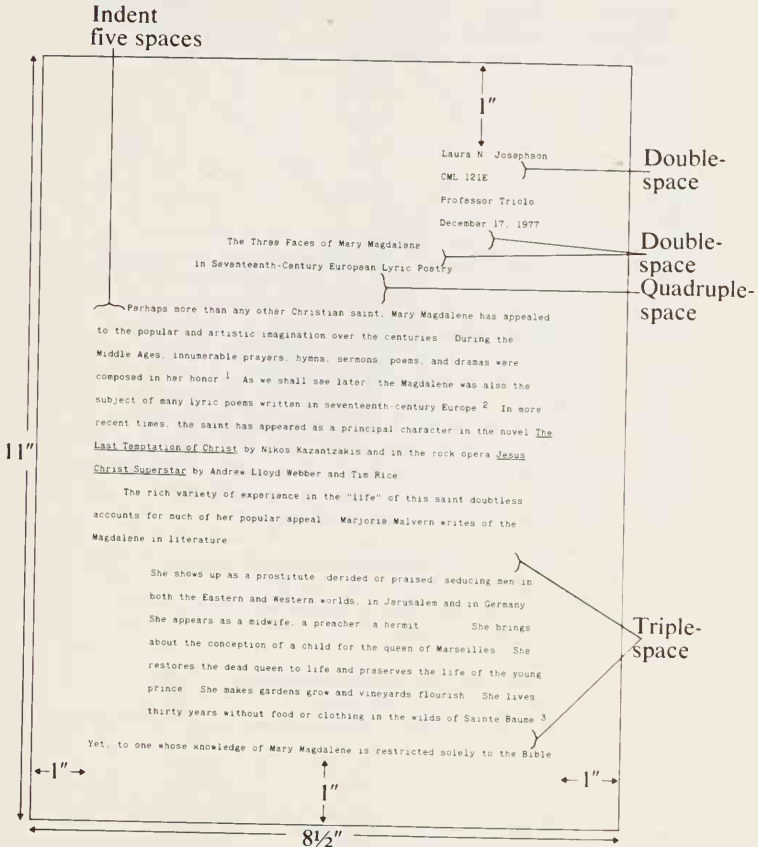 Indent
five spaces
1"
Laura N Josephson
Double-
space
CML 121E
Professor Triolo
December 17, 1977
The Three Faces of Mary Magdalene
in Seventeenth-Century European Lyric Poetry
Double-
space
Quadruple-
space
Perhaps more than any other Christian saint, Mary Magdalene has appealed
to the popular and artistic imagination over the centuries During the
Middle Ages, innumerable prayers, hymns, sermons poems, and dramas were
composed in her honor 1 As we shall see later the Magdalene was also the
subject of many lyric poems written in seventeenth-century Europe 2 In more
recent times, the saint has appeared as a principal character in the novel The
Last Temptation of Christ by Nikos Kazantzakis and in the rock opera Jesus
11"
Christ Superstar by Andrew Lloyd Webber and Tim Rice
The rich variety of experience in the "life" of this saint doubtless
accounts for much of her popular appeal Marjorie Malvern writes of the
Magdalene in literature
She shows up as a prostitute derided or praised seducing men in
both the Eastern and Western worlds, in Jerusalem and in Germany
She appears as a midwife, a preacher a hermit She brings
about the conception of a child for the queen of Marseilles She
restores the dead queen to life and preserves the life of the young
prince She makes gardens grow and vineyards flourish She lives
thirty years without food or clothing in the wilds of Sainte Baume 3
Triple-
space
Yet, to one whose knowledge of Mary Magdalene is restricted solely to the Bible
1"
1"
1"
8½"